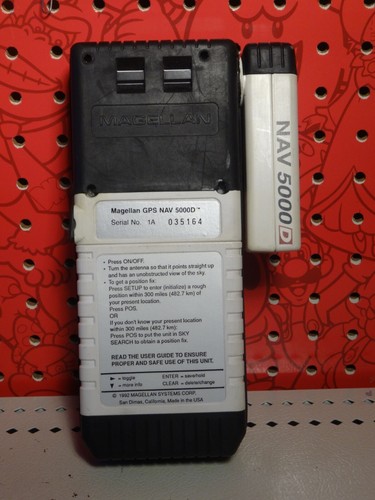 MAGELLAN
NAV 5000D
Magellan GPS NAV 5000D™
Serial No. 1A 035164
• Press ON/OFF.
• Turn the antenna so that it points straight up
and has an unobstructed view of the sky.
• To get a position fix:
Press SETUP to enter (initialize) a rough
position within 300 miles (482.7 km) of
your present location.
Press POS.
OR
If you don't know your present location
within 300 miles (482.7 km);
Press POS to put the unit in SKY
SEARCH to obtain a position fix.
READ THE USER GUIDE TO ENSURE
PROPER AND SAFE USE OF THIS UNIT.
► = toggle ENTER = save/hold
▼ = more info CLEAR = delete/change
© 1992 MAGELLAN SYSTEMS CORP.
San Dimas, California, Made in the USA